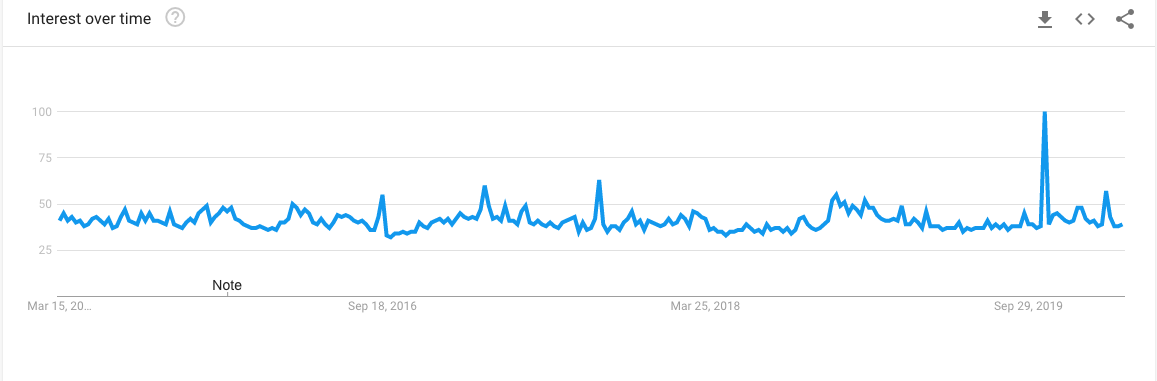 Interest over time
100
75
50
25
Note
Mar 15, 20...
Sep 18, 2016
Mar 25, 2018
Sep 29, 2019